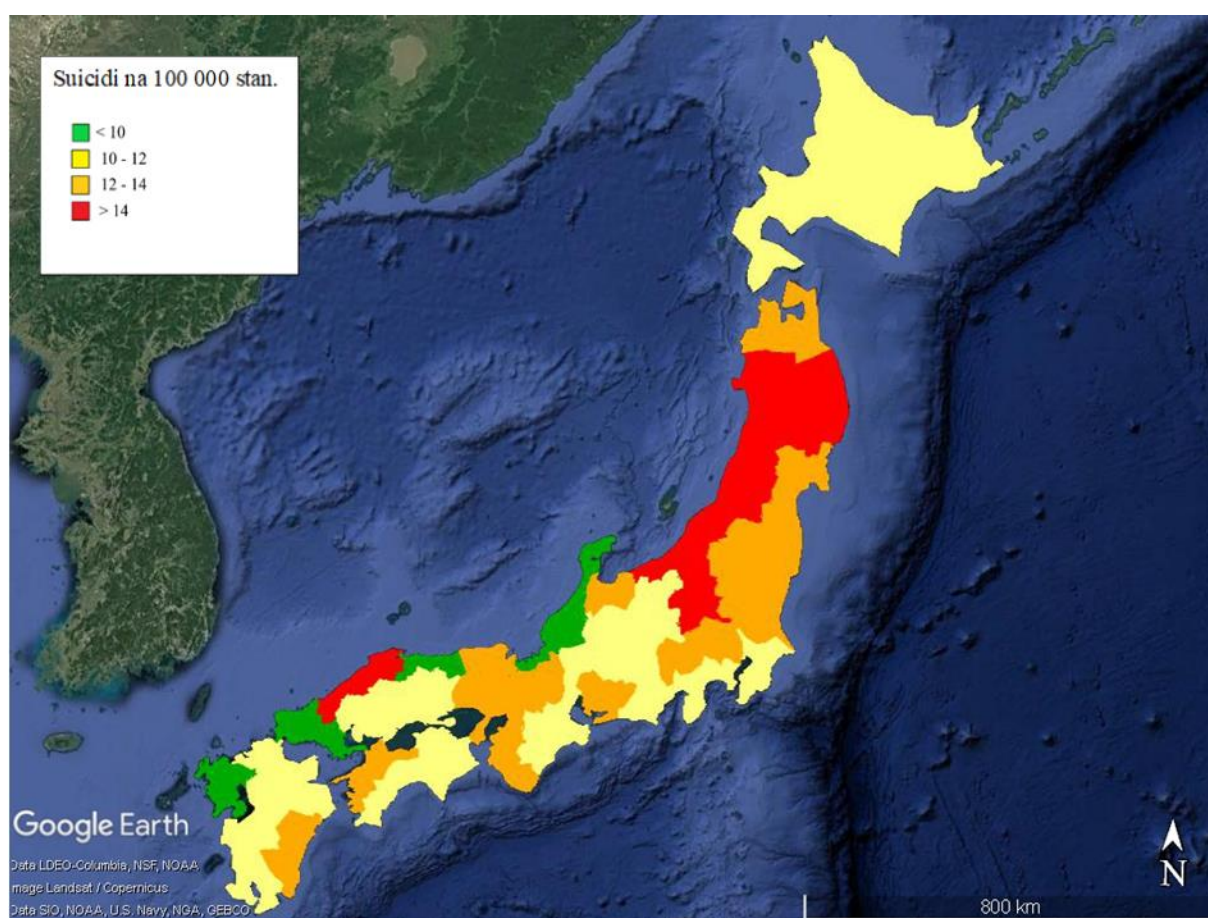 Suicidi na 100 000 stan.
< 10
10 - 12
12 - 14
> 14
Google Earth
Data LDEO-Columbia, NSF, NOAA
mage Landsat / Copernicus
Data SIO, NOAA, U.S. Navy, NGA, GEBCO
N
800 km